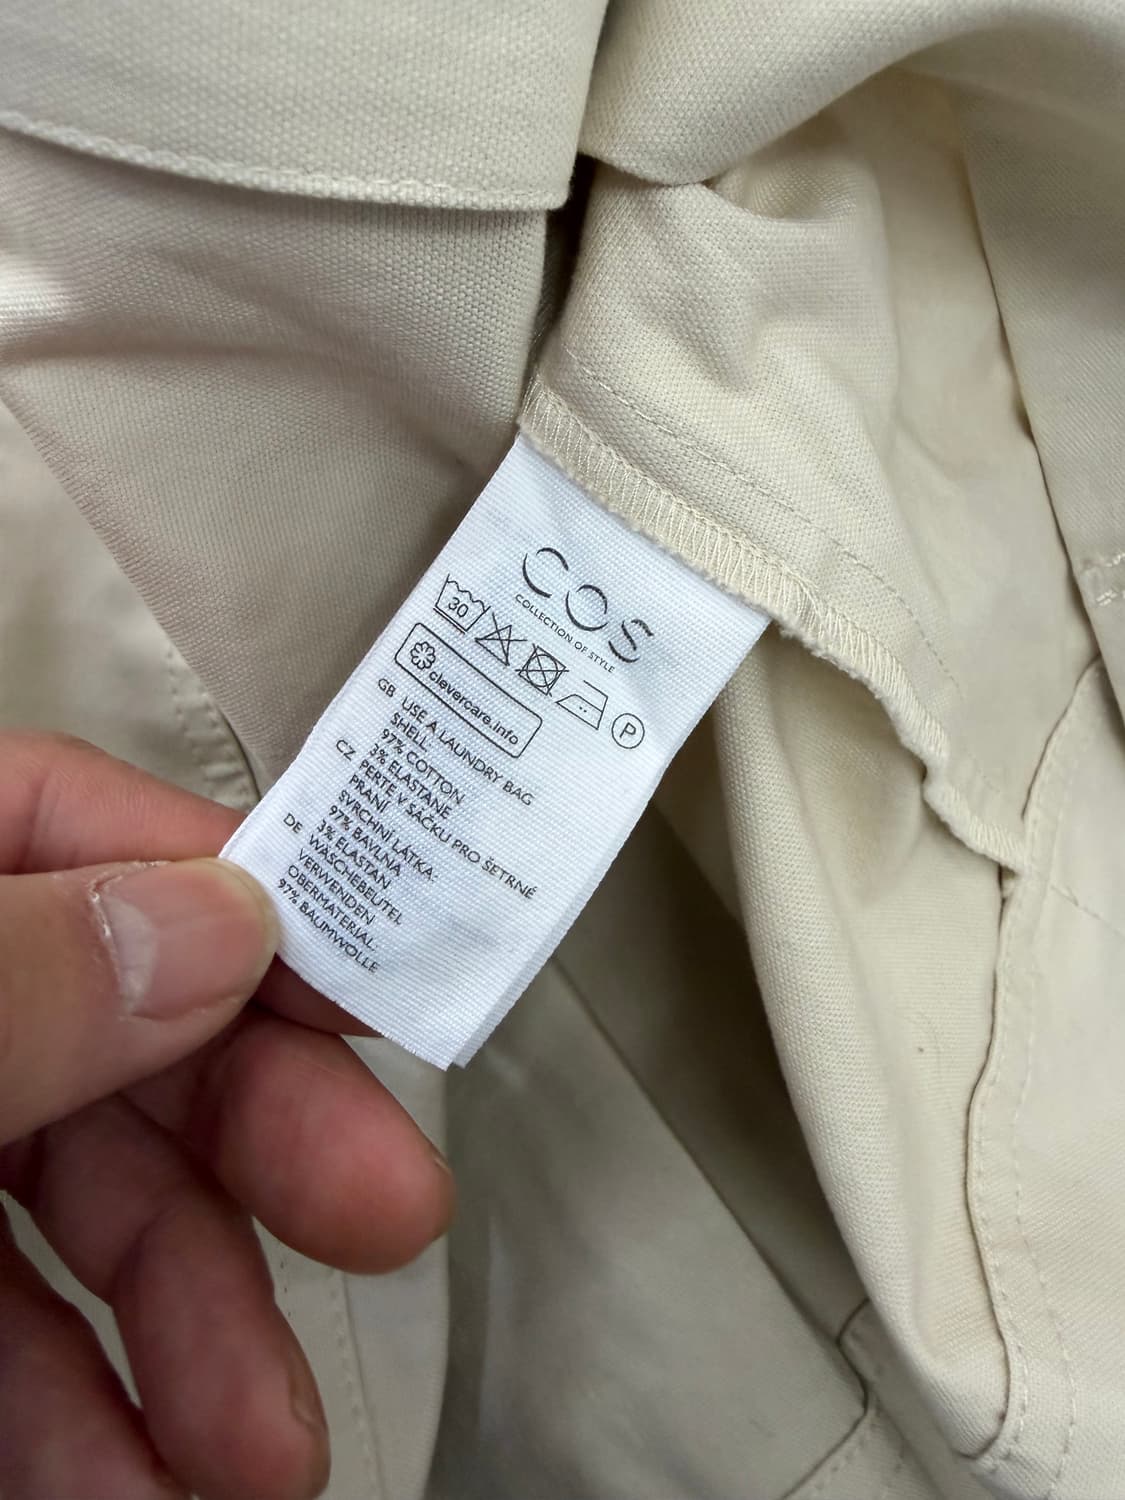 COS
COLLECTION OF STYLE
30
P
clevercare.info
GB USE A LAUNDRY BAG
SHELL
97% COTTON
3% ELASTANE
CZ PERTE V SÁČKU PRO ŠETRNÉ
PRANÍ
SVRCHNÍ LÁTKA:
97% BAVLNA
3% ELASTAN
DE WÄSCHEBEUTEL
VERWENDEN
OBERMATERIAL:
97% BAUMWOLLE